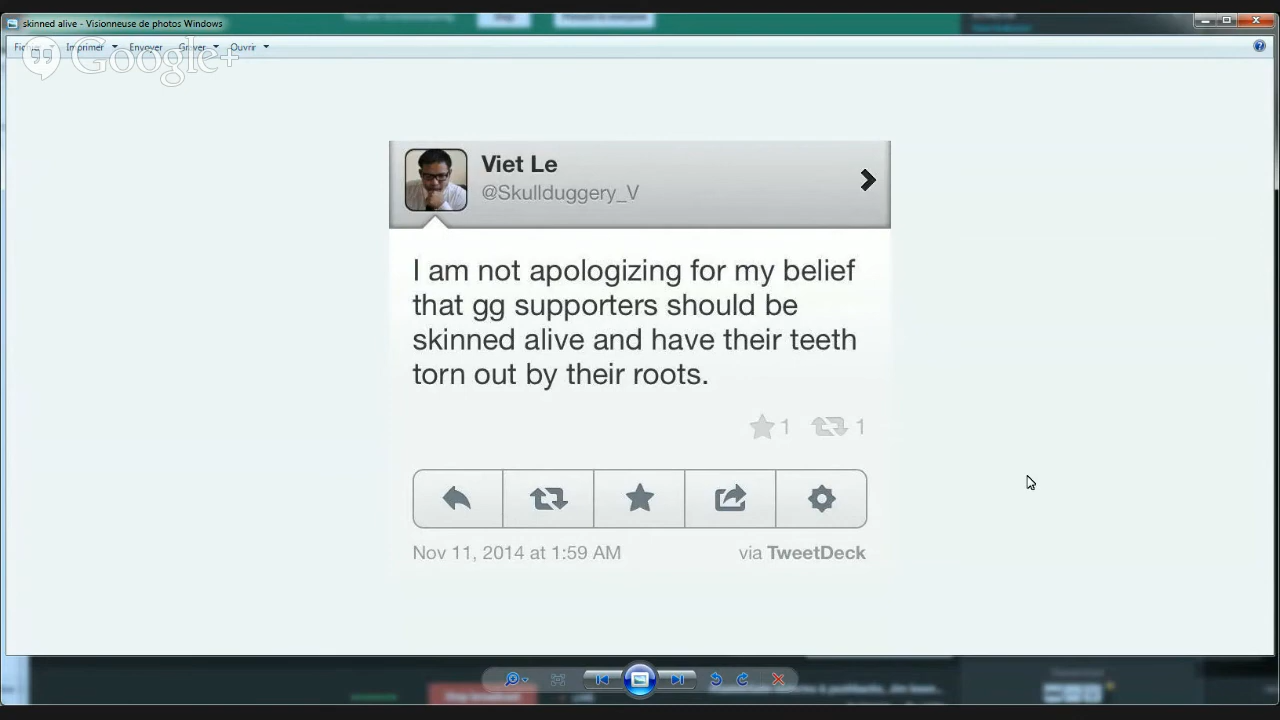 skinned alive - Visionneuse de photos Windows
Imprimer Envoyer Graver Ouvrir
Google+
Viet Le
@Skullduggery_V
I am not apologizing for my belief
that gg supporters should be
skinned alive and have their teeth
torn out by their roots.
1 1
Nov 11, 2014 at 1:59 AM via TweetDeck